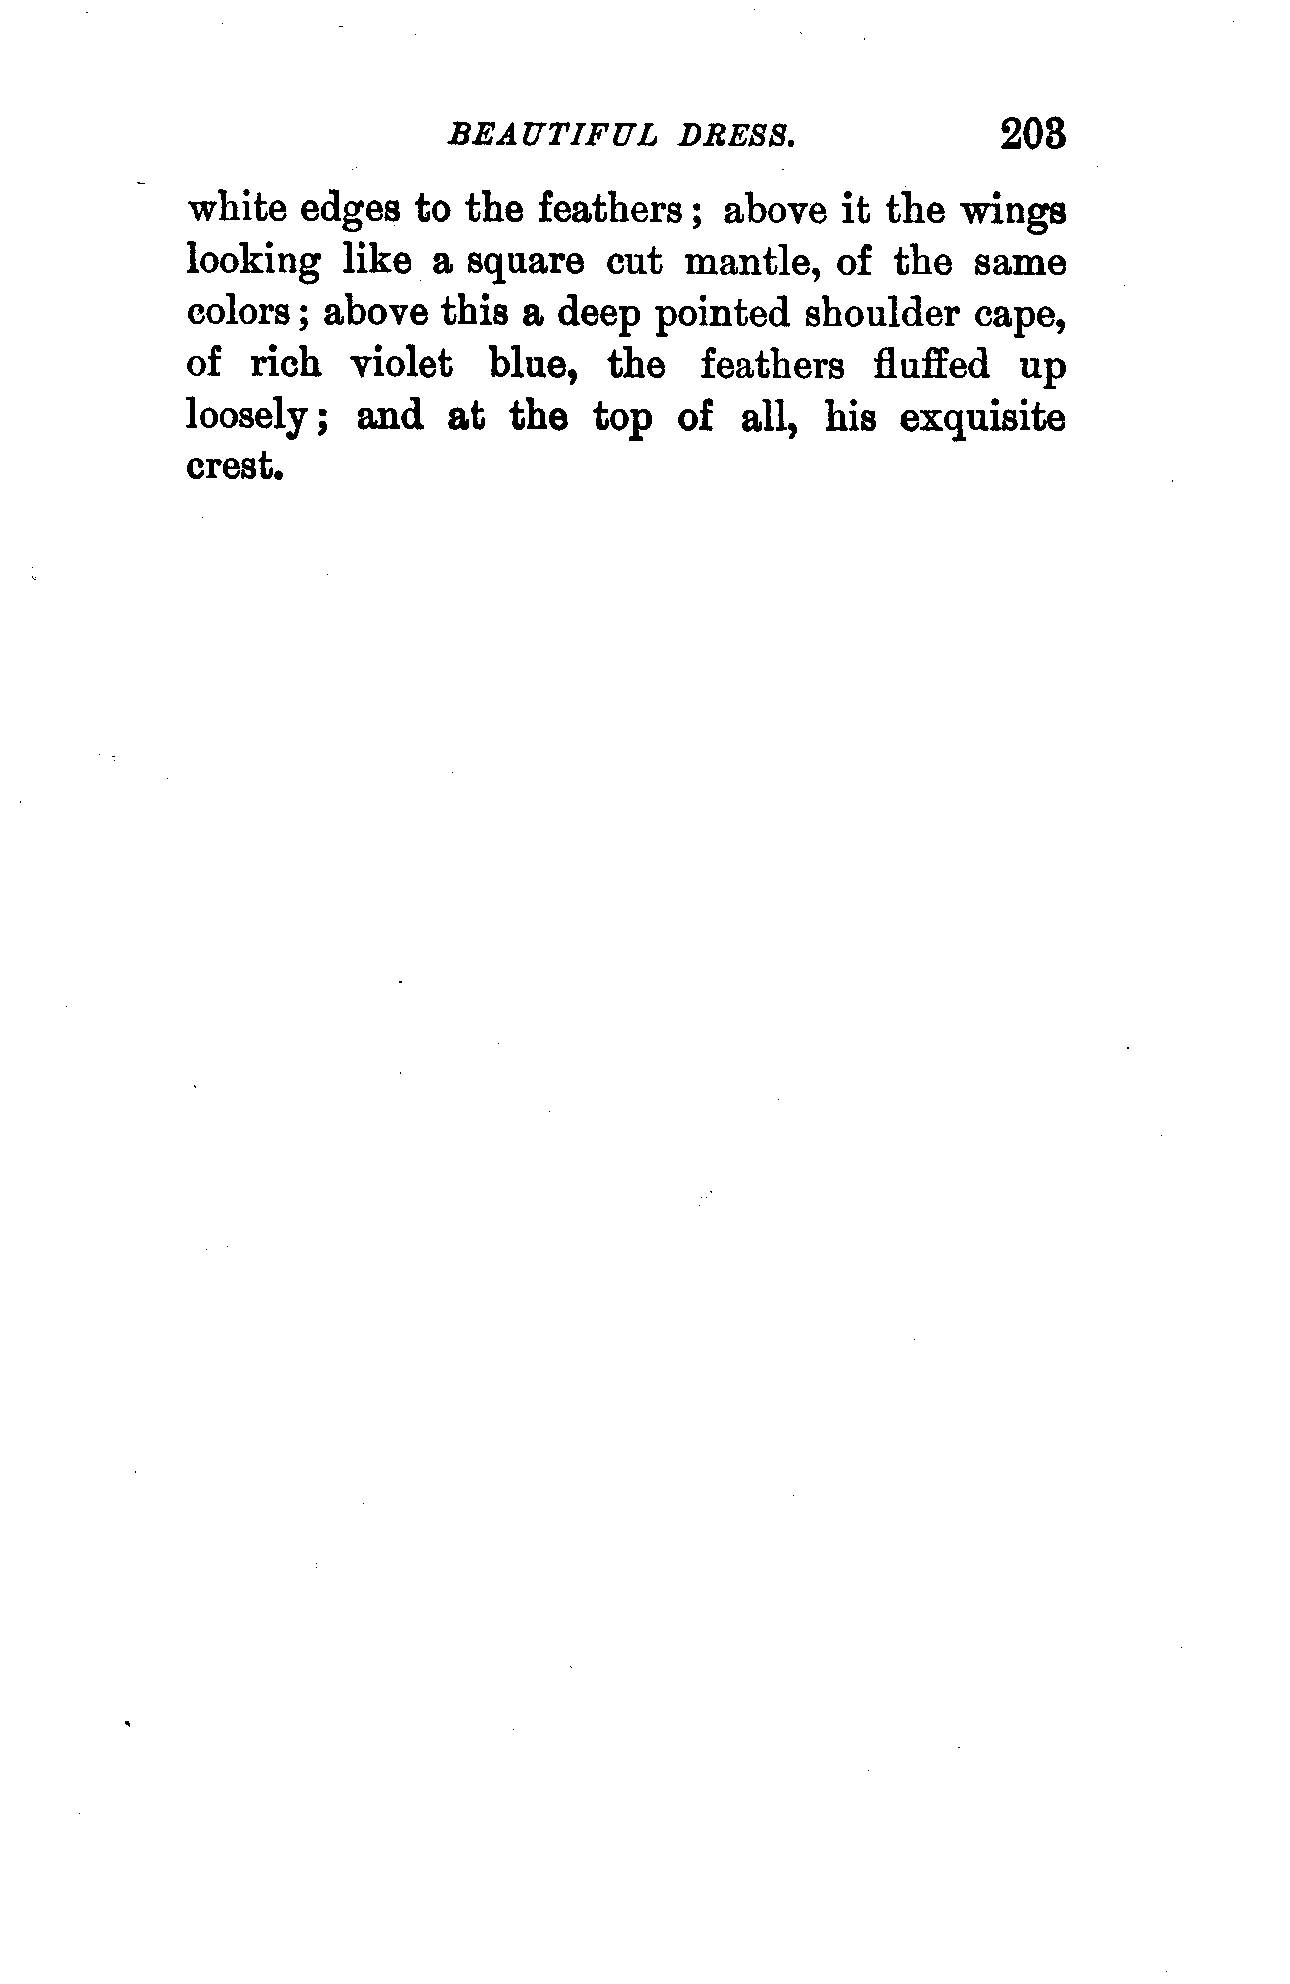 BEAUTIFUL DRESS. 203
white edges to the feathers; above it the wings
looking like a square cut mantle, of the same
colors; above this a deep pointed shoulder cape,
of rich violet blue, the feathers fluffed up
loosely; and at the top of all, his exquisite
crest.